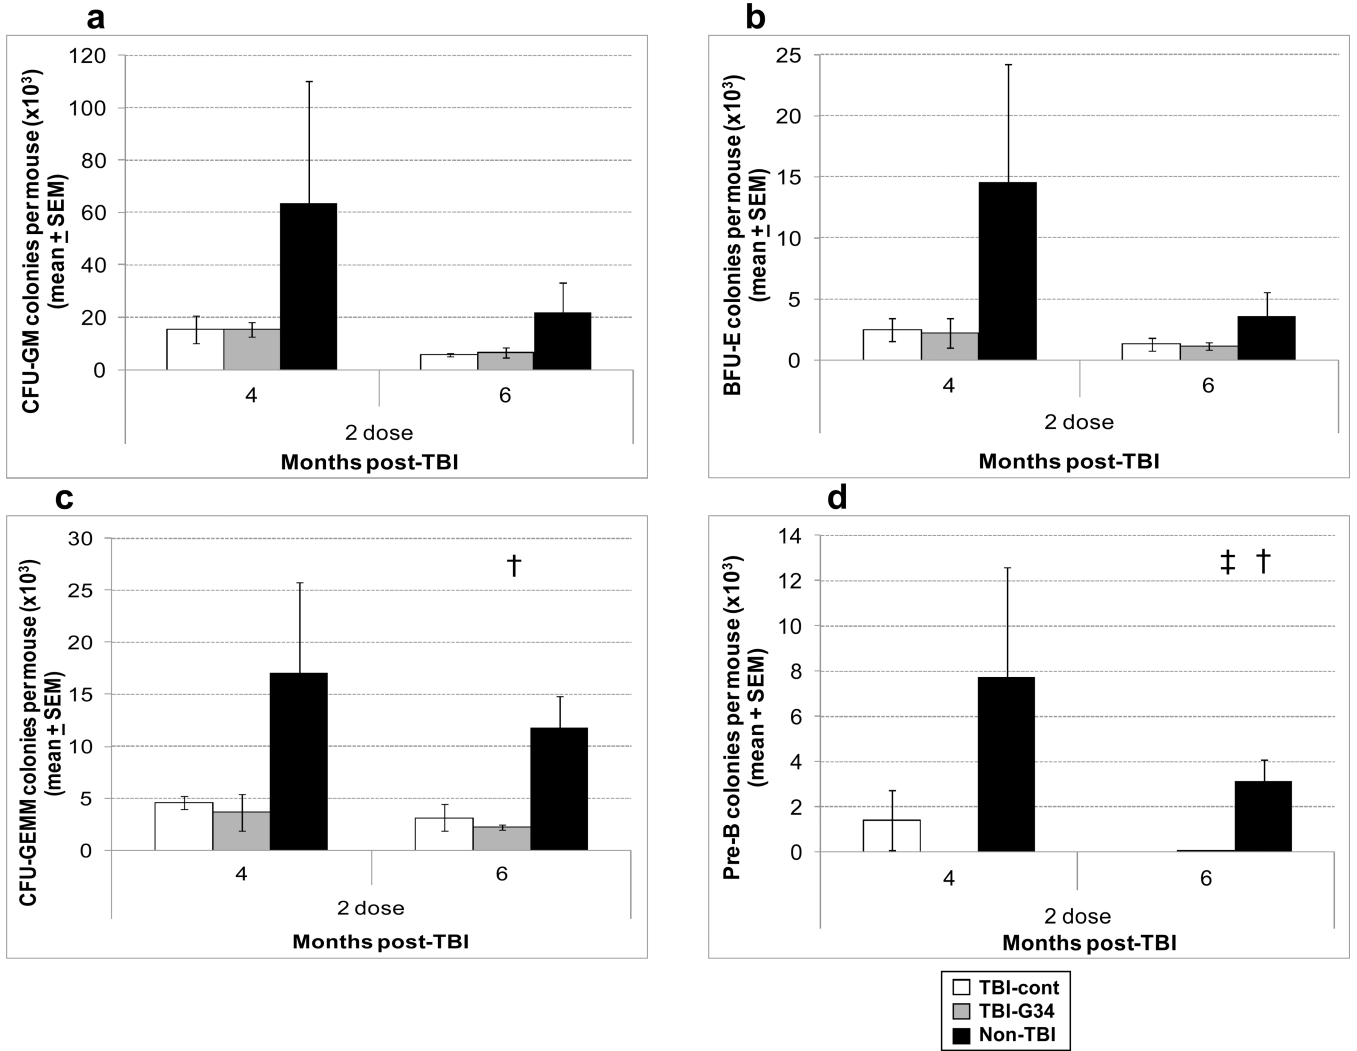 a
CFU-GM colonies per mouse (x10³)
(mean ± SEM)
120
100
80
60
40
20
0
4
6
2 dose
Months post-TBI
b
BFU-E colonies per mouse (x10³)
(mean ± SEM)
25
20
15
10
5
0
4
6
2 dose
Months post-TBI
c
CFU-GEMM colonies per mouse (x10³)
(mean ± SEM)
30
25
20
15
10
5
0
†
4
6
2 dose
Months post-TBI
d
Pre-B colonies per mouse (x10³)
(mean + SEM)
14
12
10
8
6
4
2
0
‡ †
4
6
2 dose
Months post-TBI
TBI-cont
TBI-G34
Non-TBI